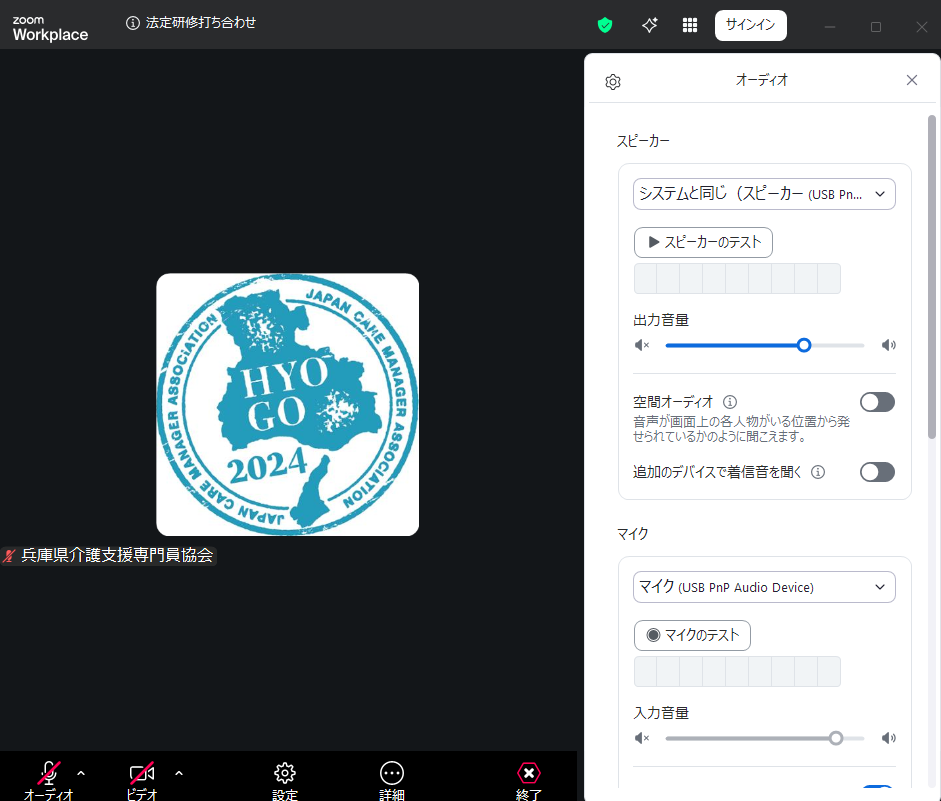 zoom
Workplace
法定研修打ち合わせ
サインイン
オーディオ
スピーカー
システムと同じ（スピーカー (USB Pn...
スピーカーのテスト
出力音量
空間オーディオ
音声が画面上の各人物がいる位置から発
せられているかのように聞こえます。
追加のデバイスで着信音を聞く
マイク
マイク (USB PnP Audio Device)
マイクのテスト
入力音量
JAPAN CARE MANAGER ASSOCIATION
JAPAN CARE MANAGER ASSOCIATION
HYO
GO
2024
兵庫県介護支援専門員協会
オーディオ
ビデオ
設定
詳細
終了